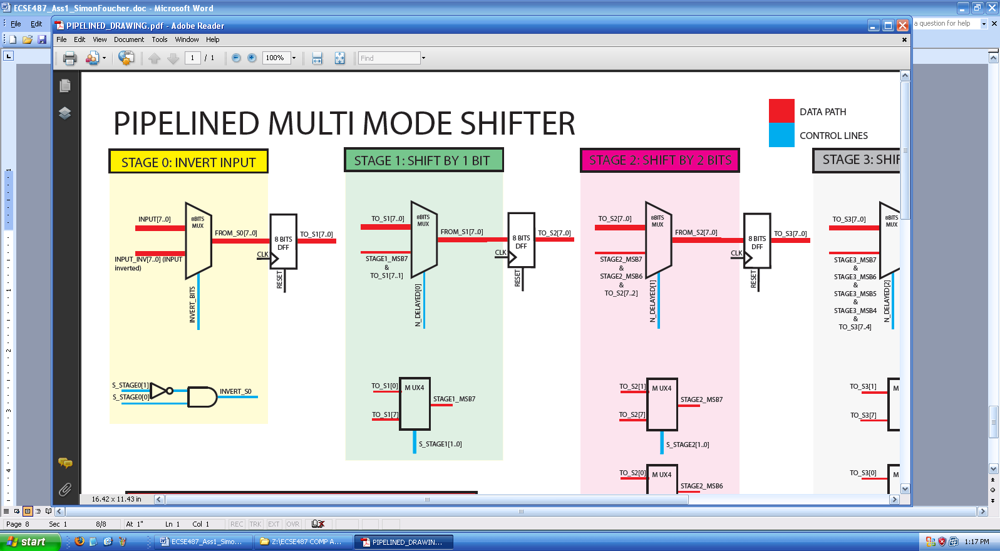 ECSE487_Ass1_SimonFoucher.doc - Microsoft Word
File Edit
a question for help
PIPELINED_DRAWING.pdf - Adobe Reader
File Edit View Document Tools Window Help
1 / 1 100% Find
PIPELINED MULTI MODE SHIFTER
DATA PATH
CONTROL LINES
STAGE 0: INVERT INPUT
INPUT[7..0]
8BITS
MUX
FROM_S0[7..0]
TO_S1[7..0]
8 BITS
DFF
CLK
RESET
INPUT_INV[7..0] (INPUT
inverted)
INVERT_BITS
S_STAGE0[1]
S_STAGE0[0]
INVERT_S0
STAGE 1: SHIFT BY 1 BIT
TO_S1[7..0]
8BITS
MUX
FROM_S1[7..0]
TO_S2[7..0]
8 BITS
DFF
CLK
RESET
STAGE1_MSB7
&
TO_S1[7..1]
N_DELAYED[0]
TO_S1[0]
MUX4
STAGE1_MSB7
TO_S1[7]
S_STAGE1[1..0]
STAGE 2: SHIFT BY 2 BITS
TO_S2[7..0]
8BITS
MUX
FROM_S2[7..0]
TO_S3[7..0]
8 BITS
DFF
CLK
RESET
STAGE2_MSB7
&
STAGE2_MSB6
&
TO_S2[7..2]
N_DELAYED[1]
TO_S2[1]
MUX4
STAGE2_MSB7
TO_S2[7]
S_STAGE2[1..0]
TO_S2[0]
MUX4
STAGE2_MSB6
STAGE 3: SHIF
TO_S3[7..0]
8BITS
MUX
STAGE3_MSB7
&
STAGE3_MSB6
&
STAGE3_MSB5
&
STAGE3_MSB4
&
TO_S3[7..4]
N_DELAYED[2]
TO_S3[1]
M
TO_S3[7]
TO_S3[0]
M
16.42 x 11.43 in
Page 8 Sec 1 8/8 At 1" Ln 1 Col 1 REC TRK EXT OVR
start ECSE487_Ass1_Simo... Z:\ECSE487 COMP A... PIPELINED_DRAWIN... 1:17 PM